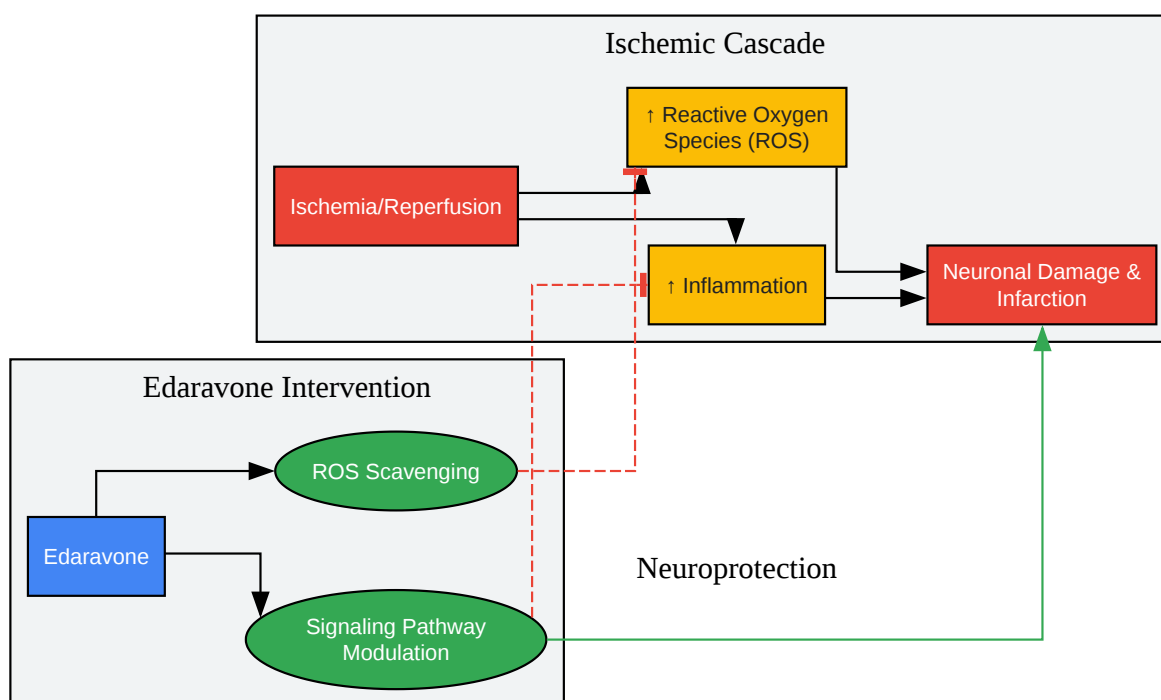 Ischemic Cascade
↑ Reactive Oxygen
Species (ROS)
Ischemia/Reperfusion
↑ Inflammation
Neuronal Damage &
Infarction
Edaravone Intervention
ROS Scavenging
Edaravone
Neuroprotection
Signaling Pathway
Modulation